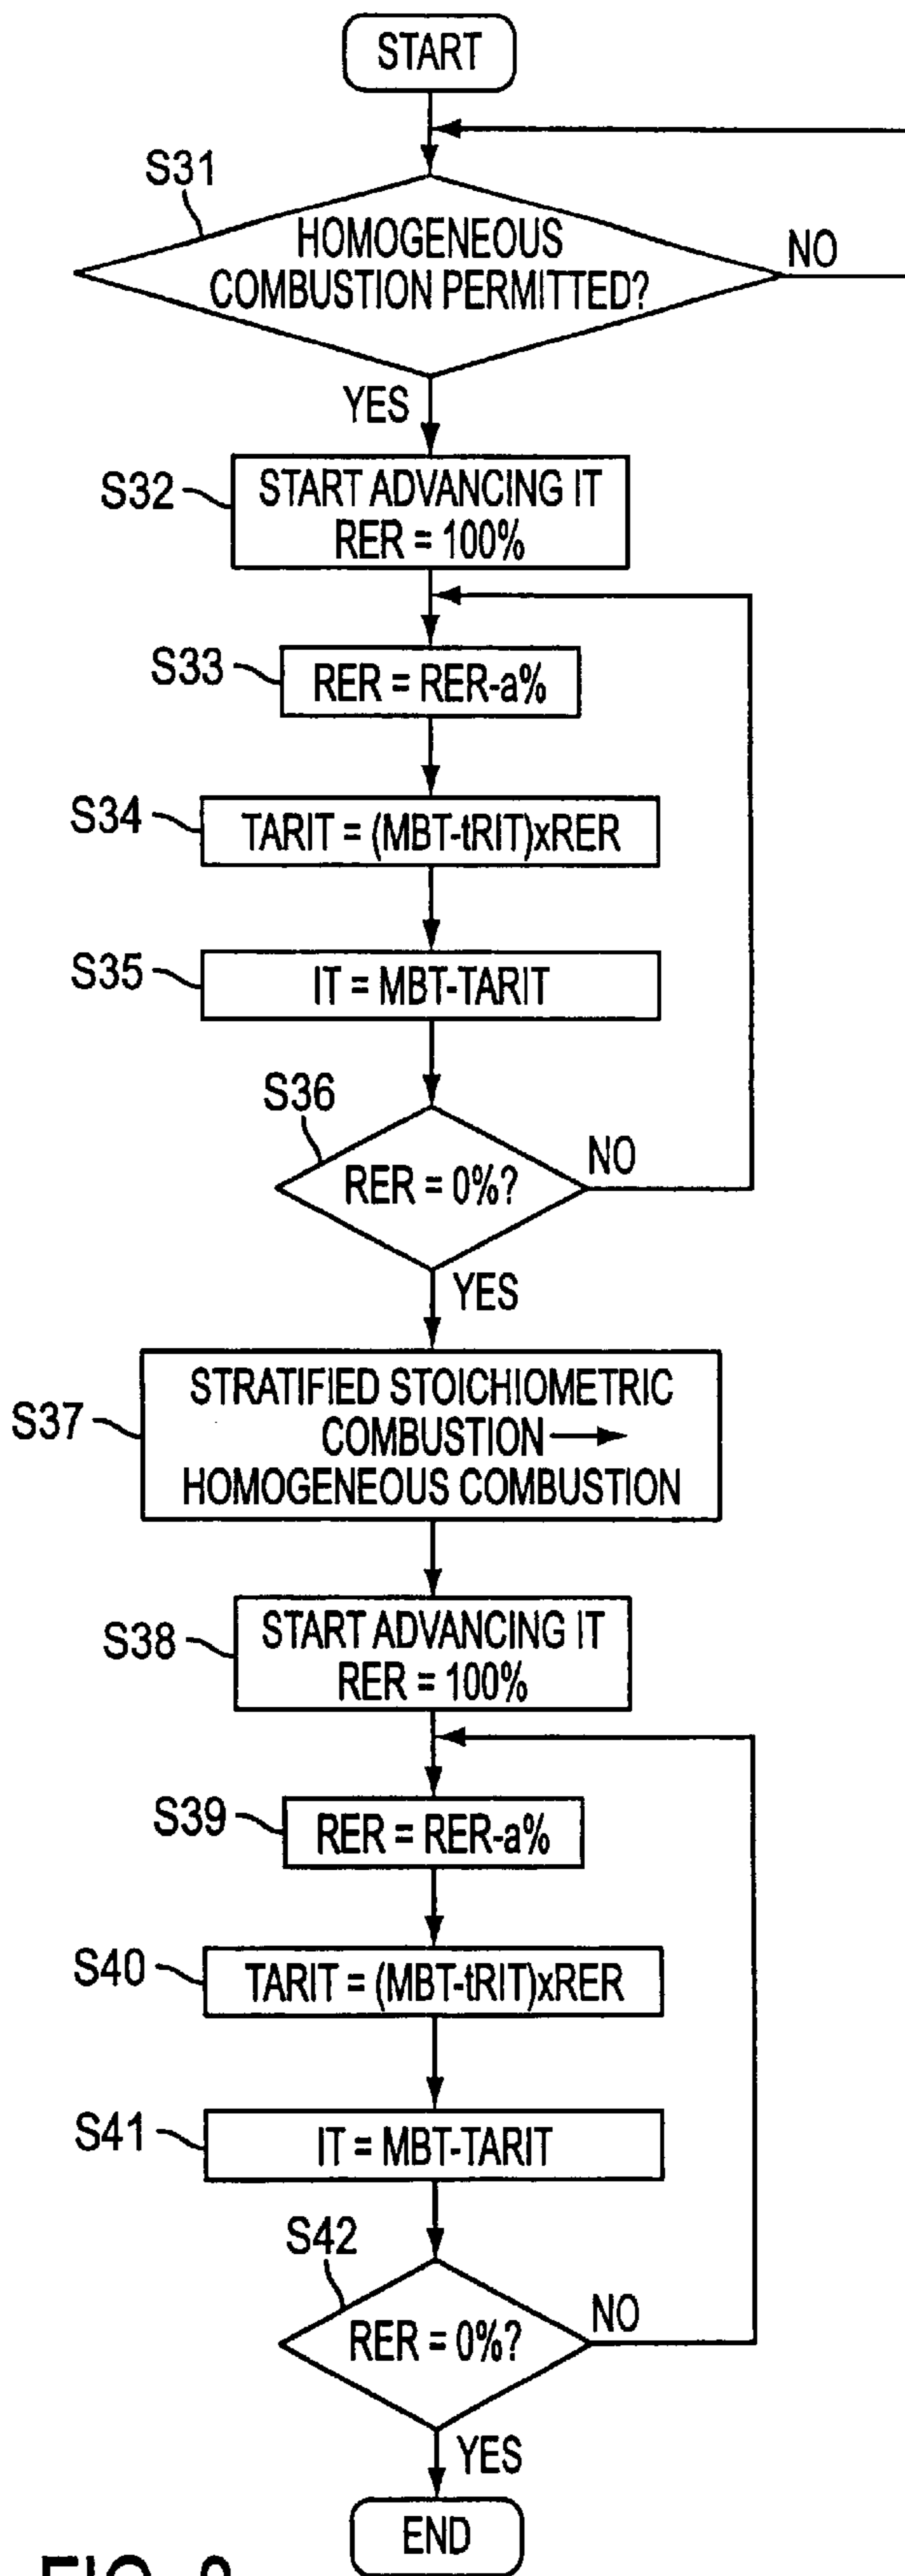 START
S31
HOMOGENEOUS
COMBUSTION PERMITTED?
NO
YES
S32
START ADVANCING IT
RER = 100%
S33
RER = RER-a%
S34
TARIT = (MBT-tRIT)xRER
S35
IT = MBT-TARIT
S36
RER = 0%?
NO
YES
S37
STRATIFIED STOICHIOMETRIC
COMBUSTION →
HOMOGENEOUS COMBUSTION
S38
START ADVANCING IT
RER = 100%
S39
RER = RER-a%
S40
TARIT = (MBT-tRIT)xRER
S41
IT = MBT-TARIT
S42
RER = 0%?
NO
YES
END
FIG.